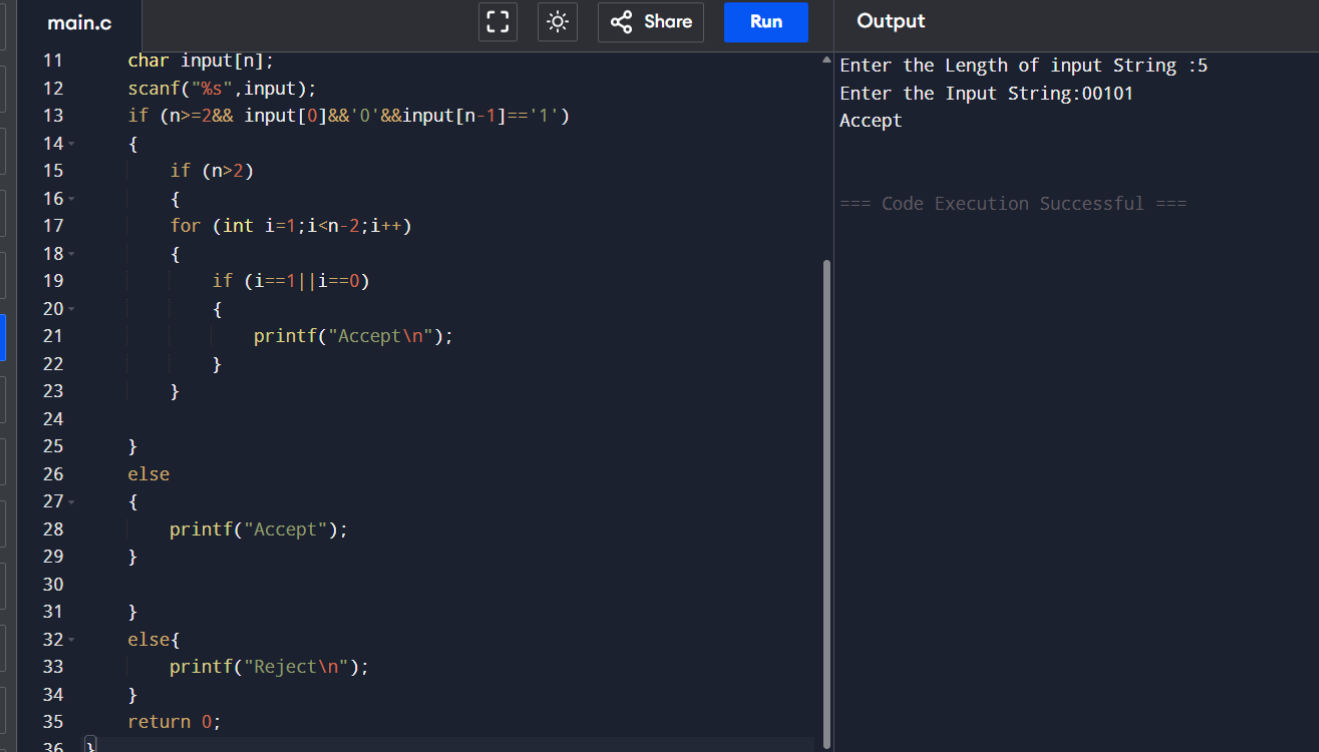 main.c
Share
Run
Output
11 char input[n];
12 scanf("%s",input);
13 if (n>=2&& input[0]&&'0'&&input[n-1]=='1')
14 {
15 if (n>2)
16 {
17 for (int i=1;i<n-2;i++)
18 {
19 if (i==1||i==0)
20 {
21 printf("Accept\n");
22 }
23 }
24
25 }
26 else
27 {
28 printf("Accept");
29 }
30
31 }
32 else{
33 printf("Reject\n");
34 }
35 return 0;
36 }
Enter the Length of input String :5
Enter the Input String:00101
Accept
=== Code Execution Successful ===